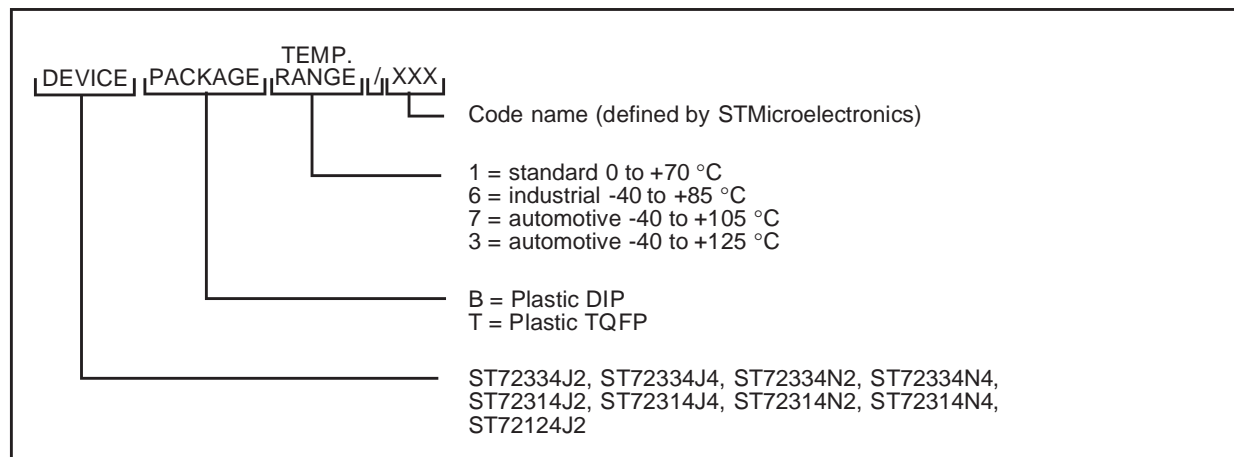 TEMP.
DEVICE PACKAGE RANGE / XXX
Code name (defined by STMicroelectronics)
1 = standard 0 to +70 °C
6 = industrial -40 to +85 °C
7 = automotive -40 to +105 °C
3 = automotive -40 to +125 °C
B = Plastic DIP
T = Plastic TQFP
ST72334J2, ST72334J4, ST72334N2, ST72334N4,
ST72314J2, ST72314J4, ST72314N2, ST72314N4,
ST72124J2